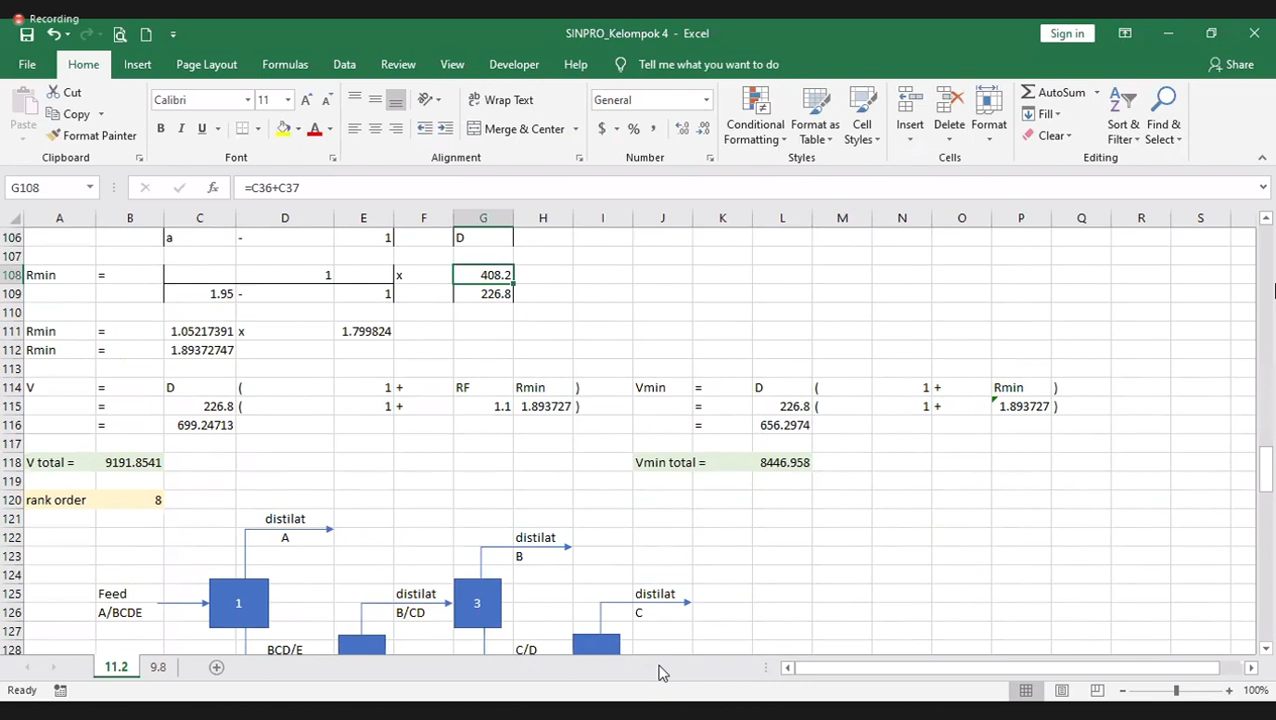 Recording
SINPRO_Kelompok 4 - Excel
Sign in
File Home Insert Page Layout Formulas Data Review View Developer Help Tell me what you want to do Share
Paste
Cut
Copy
Format Painter
Clipboard
Calibri 11
B I U
Font
Wrap Text
Merge & Center
Alignment
General
$ % ,
Number
Conditional Formatting
Format as Table
Cell Styles
Styles
Insert
Delete
Format
Cells
AutoSum
Fill
Clear
Sort & Filter
Find & Select
Editing
G108 fx =C36+C37
A B C D E F G H I J K L M N O P Q R S
106 a - 1 D
107
108 Rmin = 1 x 408.2
109 1.95 - 1 226.8
110
111 Rmin = 1.05217391 x 1.799824
112 Rmin = 1.89372747
113
114 V = D ( 1 + RF Rmin ) Vmin = D ( 1 + Rmin )
115 = 226.8 ( 1 + 1.1 1.893727 ) = 226.8 ( 1 + 1.893727 )
116 = 699.24713 = 656.2974
117
118 V total = 9191.8541 Vmin total = 8446.958
119
120 rank order 8
121 distilat
122 A distilat
123 B
124
125 Feed distilat distilat
126 A/BCDE 1 B/CD 3 C
127
128 BCD/E C/D
11.2 9.8
Ready 100%